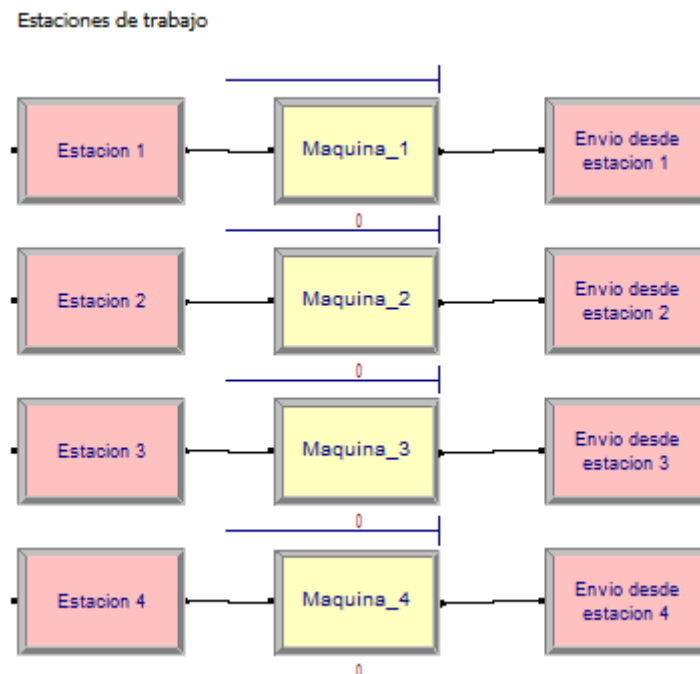 Estaciones de trabajo
Estacion 1
Maquina_1
Envio desde
estacion 1
0
Estacion 2
Maquina_2
Envio desde
estacion 2
0
Estacion 3
Maquina_3
Envio desde
estacion 3
0
Estacion 4
Maquina_4
Envio desde
estacion 4
0